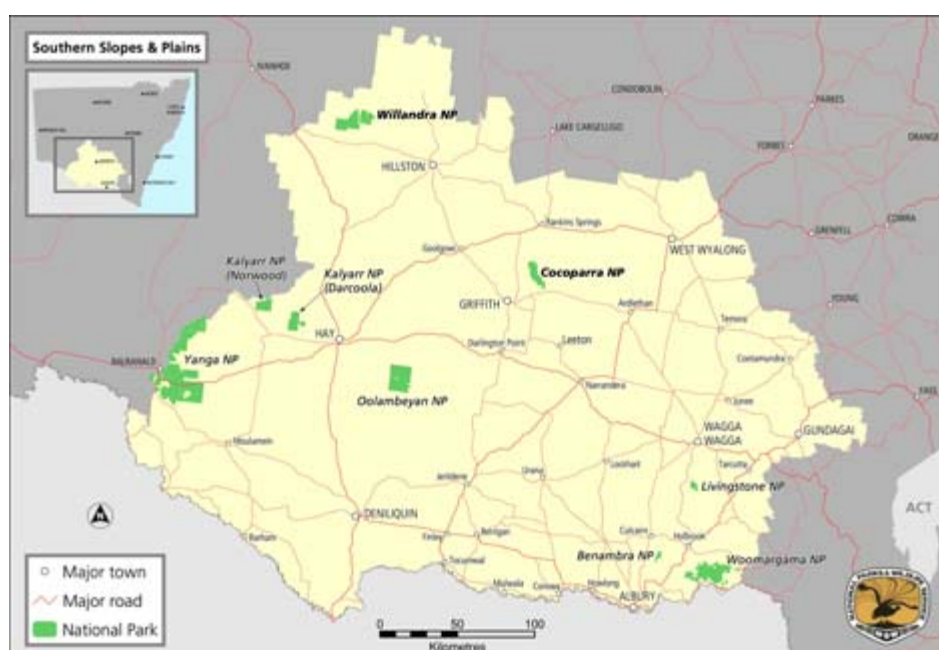 Southern Slopes & Plains
IVANHOE
CONDOBOLIN
PARKES
Willandra NP
LAKE CARGELLIGO
FORBES
ORANGE
HILLSTON
COWRA
Rankins Springs
GRENFELL
Goolgowi
WEST WYALONG
Kalyarr NP
(Norwood)
Kalyarr NP
(Darcoola)
Cocoparra NP
GRIFFITH
Ardlethan
YOUNG
Temora
HAY
Darlington Point
Leeton
Cootamundra
BALRANALD
Yanga NP
Narrandera
Oolambeyan NP
Junee
YASS
WAGGA
WAGGA
GUNDAGAI
Moulamein
Lockhart
Tarcutta
Jerilderie
Urana
Livingstone NP
ACT
DENILIQUIN
Barham
Finley
Berrigan
Culcairn
Holbrook
Benambra NP
Woomargama NP
Tocumwal
Mulwala
Corowa
Howlong
ALBURY
N
Major town
Major road
National Park
0 50 100
Kilometres